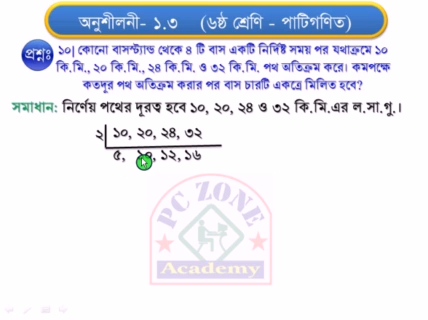 অনুশীলনী- ১.৩ (৬ষ্ঠ শ্রেণি - পাটিগণিত)
প্রশ্নঃ
১০| কোনো বাসস্ট্যান্ড থেকে ৪ টি বাস একটি নির্দিষ্ট সময় পর যথাক্রমে ১০
কি.মি., ২০ কি.মি., ২৪ কি.মি. ও ৩২ কি.মি. পথ অতিক্রম করে। কমপক্ষে
কতদূর পথ অতিক্রম করার পর বাস চারটি একত্রে মিলিত হবে?
সমাধান: নির্ণেয় পথের দূরত্ব হবে ১০, ২০, ২৪ ও ৩২ কি.মি.এর ল.সা.গু.।
২ ১০, ২০, ২৪, ৩২
৫, ১০, ১২, ১৬
PC ZONE
Academy